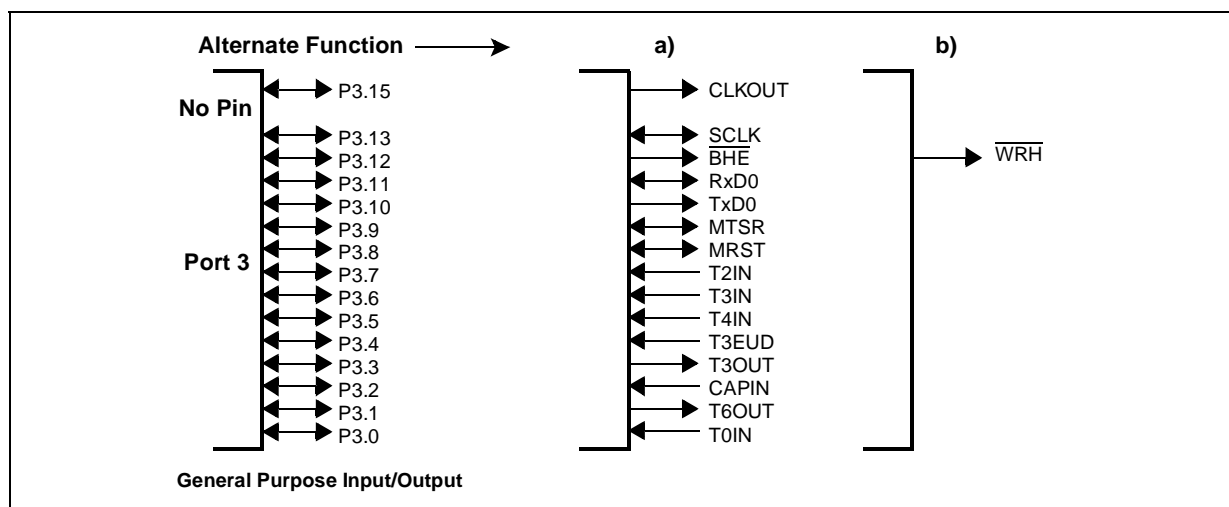 Alternate Function a) b)
P3.15 CLKOUT
No Pin
P3.13 SCLK
P3.12 BHE WRH
P3.11 RxD0
P3.10 TxD0
P3.9 MTSR
P3.8 MRST
Port 3
P3.7 T2IN
P3.6 T3IN
P3.5 T4IN
P3.4 T3EUD
P3.3 T3OUT
P3.2 CAPIN
P3.1 T6OUT
P3.0 T0IN
General Purpose Input/Output